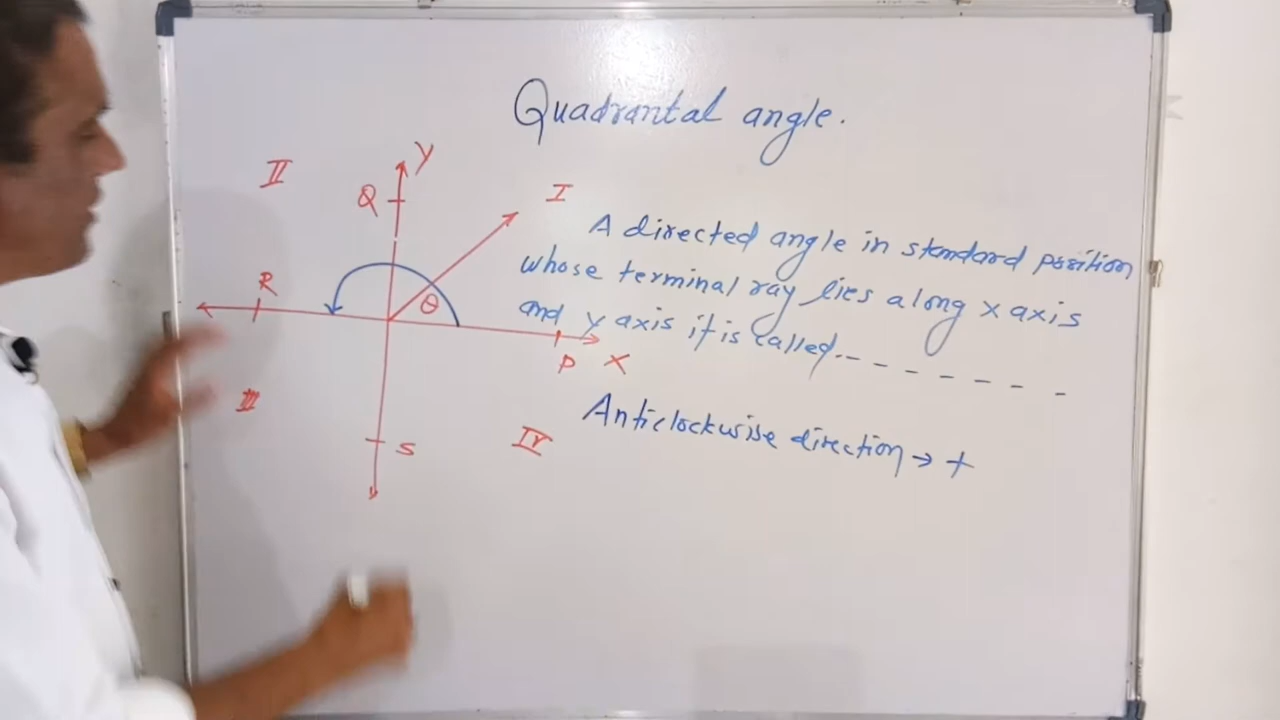 Quadrantal angle.
II
Y
Q
I
A directed angle in standard position
whose terminal ray lies along x axis
and y axis it is called.--------
R
θ
P X
III
S
IV
Anticlockwise direction → +